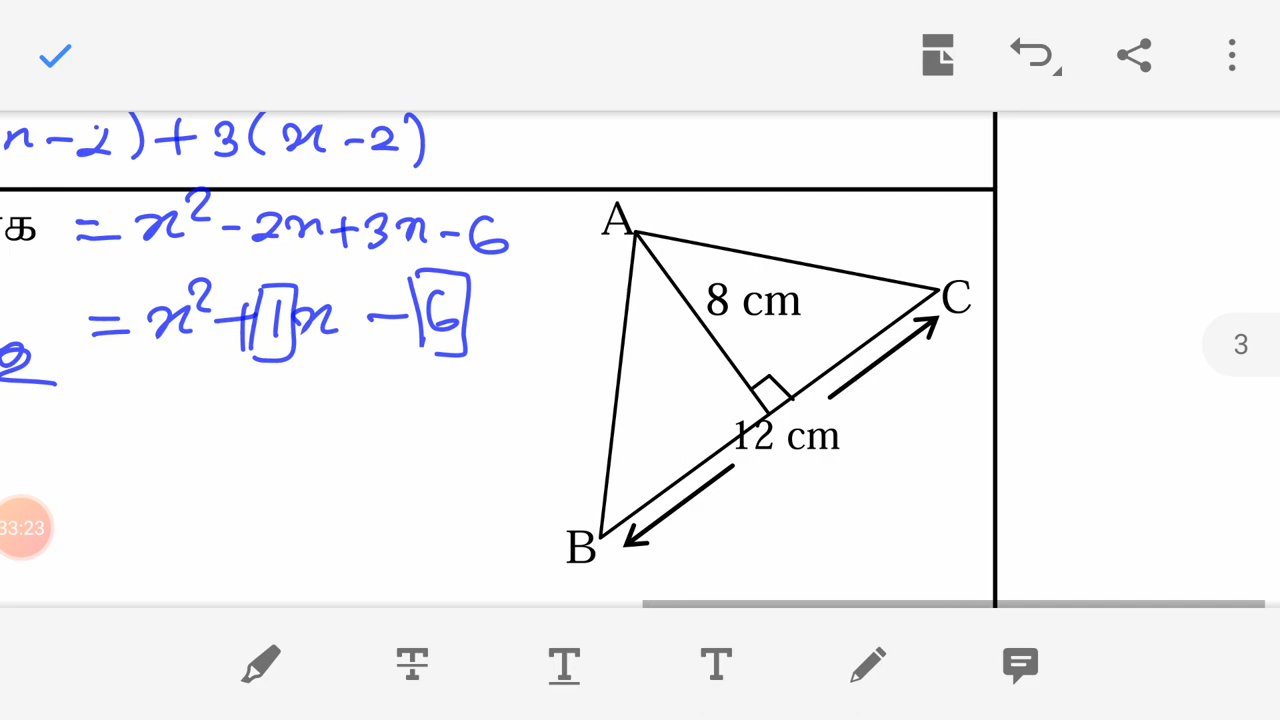 x - 2) + 3(x - 2)
க = x² - 2x + 3x - 6
= x² + 1x - 6
A
8 cm
C
12 cm
B
3
33:23
T
T
T